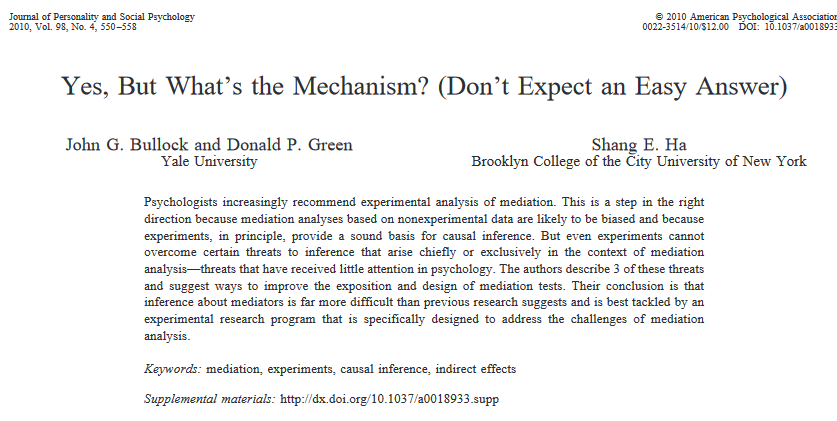 Journal of Personality and Social Psychology
2010, Vol. 98, No. 4, 550–558
© 2010 American Psychological Association
0022-3514/10/$12.00 DOI: 10.1037/a0018933
Yes, But What's the Mechanism? (Don't Expect an Easy Answer)
John G. Bullock and Donald P. Green
Yale University
Shang E. Ha
Brooklyn College of the City University of New York
Psychologists increasingly recommend experimental analysis of mediation. This is a step in the right
direction because mediation analyses based on nonexperimental data are likely to be biased and because
experiments, in principle, provide a sound basis for causal inference. But even experiments cannot
overcome certain threats to inference that arise chiefly or exclusively in the context of mediation
analysis—threats that have received little attention in psychology. The authors describe 3 of these threats
and suggest ways to improve the exposition and design of mediation tests. Their conclusion is that
inference about mediators is far more difficult than previous research suggests and is best tackled by an
experimental research program that is specifically designed to address the challenges of mediation
analysis.
Keywords: mediation, experiments, causal inference, indirect effects
Supplemental materials: http://dx.doi.org/10.1037/a0018933.supp